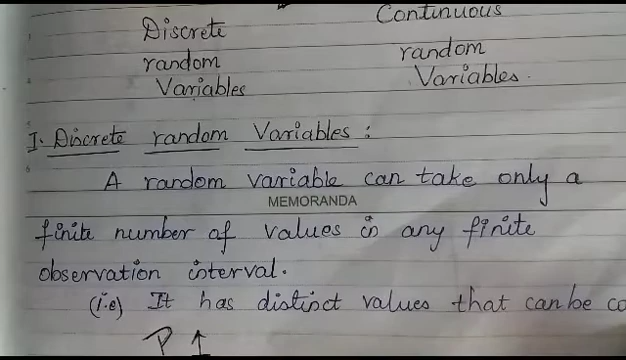 Discrete Continuous
random random
Variables Variables.
I. Discrete random Variables :
A random variable can take only a
MEMORANDA
finite number of values in any finite
observation interval.
(i.e) It has distinct values that can be co
P ↑